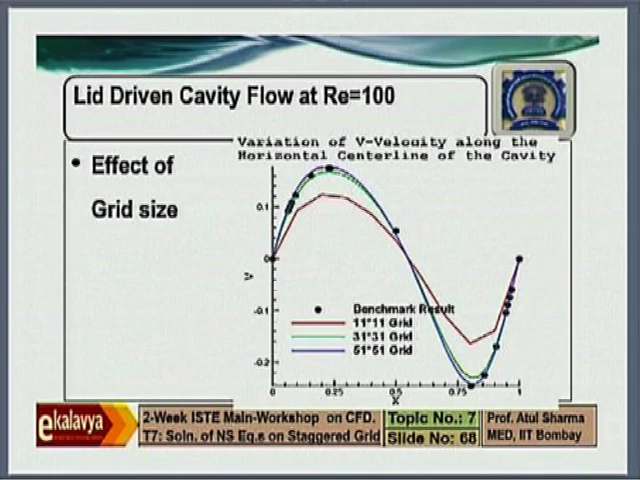 Lid Driven Cavity Flow at Re=100
Variation of V-Velocity along the
Horizontal Centerline of the Cavity
• Effect of
Grid size
0.1
0
-0.1
-0.2
V
Benchmark Result
11*11 Grid
31*31 Grid
51*51 Grid
0 0.25 0.5 0.75 1
X
ekalavya
2-Week ISTE Main-Workshop on CFD.
T7: Soln. of NS Eq.s on Staggered Grid
Topic No.: 7
Slide No: 68
Prof. Atul Sharma
MED, IIT Bombay